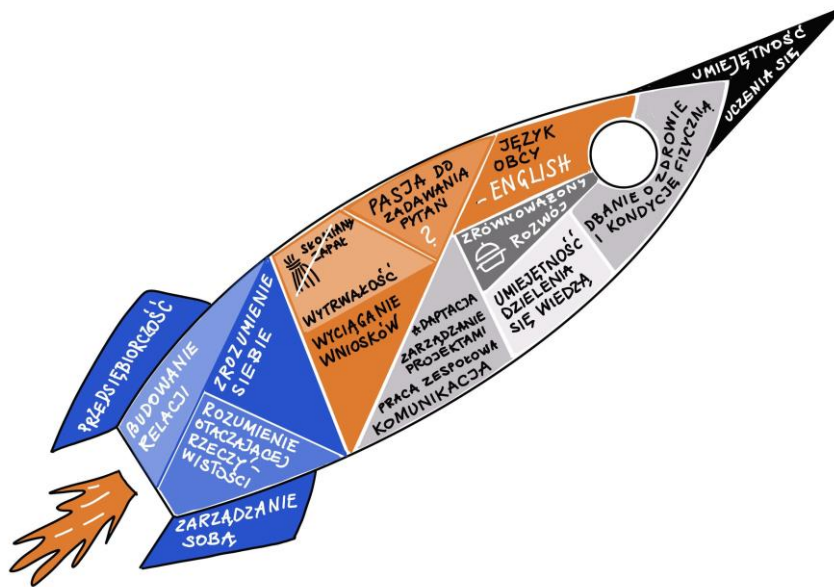 UMIEJĘTNOŚĆ
UCZENIA SIĘ
DBANIE O ZDROWIE
I KONDYCJĘ FIZYCZNĄ
JĘZYK
OBCY
- ENGLISH
ZRÓWNOWAŻONY
ROZWÓJ
UMIEJĘTNOŚĆ
DZIELENIA
SIĘ WIEDZĄ
PASJA DO
ZADAWANIA
PYTAŃ
?
SŁOMIANY
ZAPAŁ
WYTRWAŁOŚĆ
WYCIĄGANIE
WNIOSKÓW
ADAPTACJA
ZARZĄDZANIE
PROJEKTAMI
PRACA ZESPOŁOWA
KOMUNIKACJA
ZROZUMIENIE
SIEBIE
BUDOWANIE
RELACJI
ROZUMIENIE
OTACZAJĄCEJ
RZECZY-
WISTOŚCI
PRZEDSIĘBIORCZOŚĆ
ZARZĄDZANIE
SOBĄ